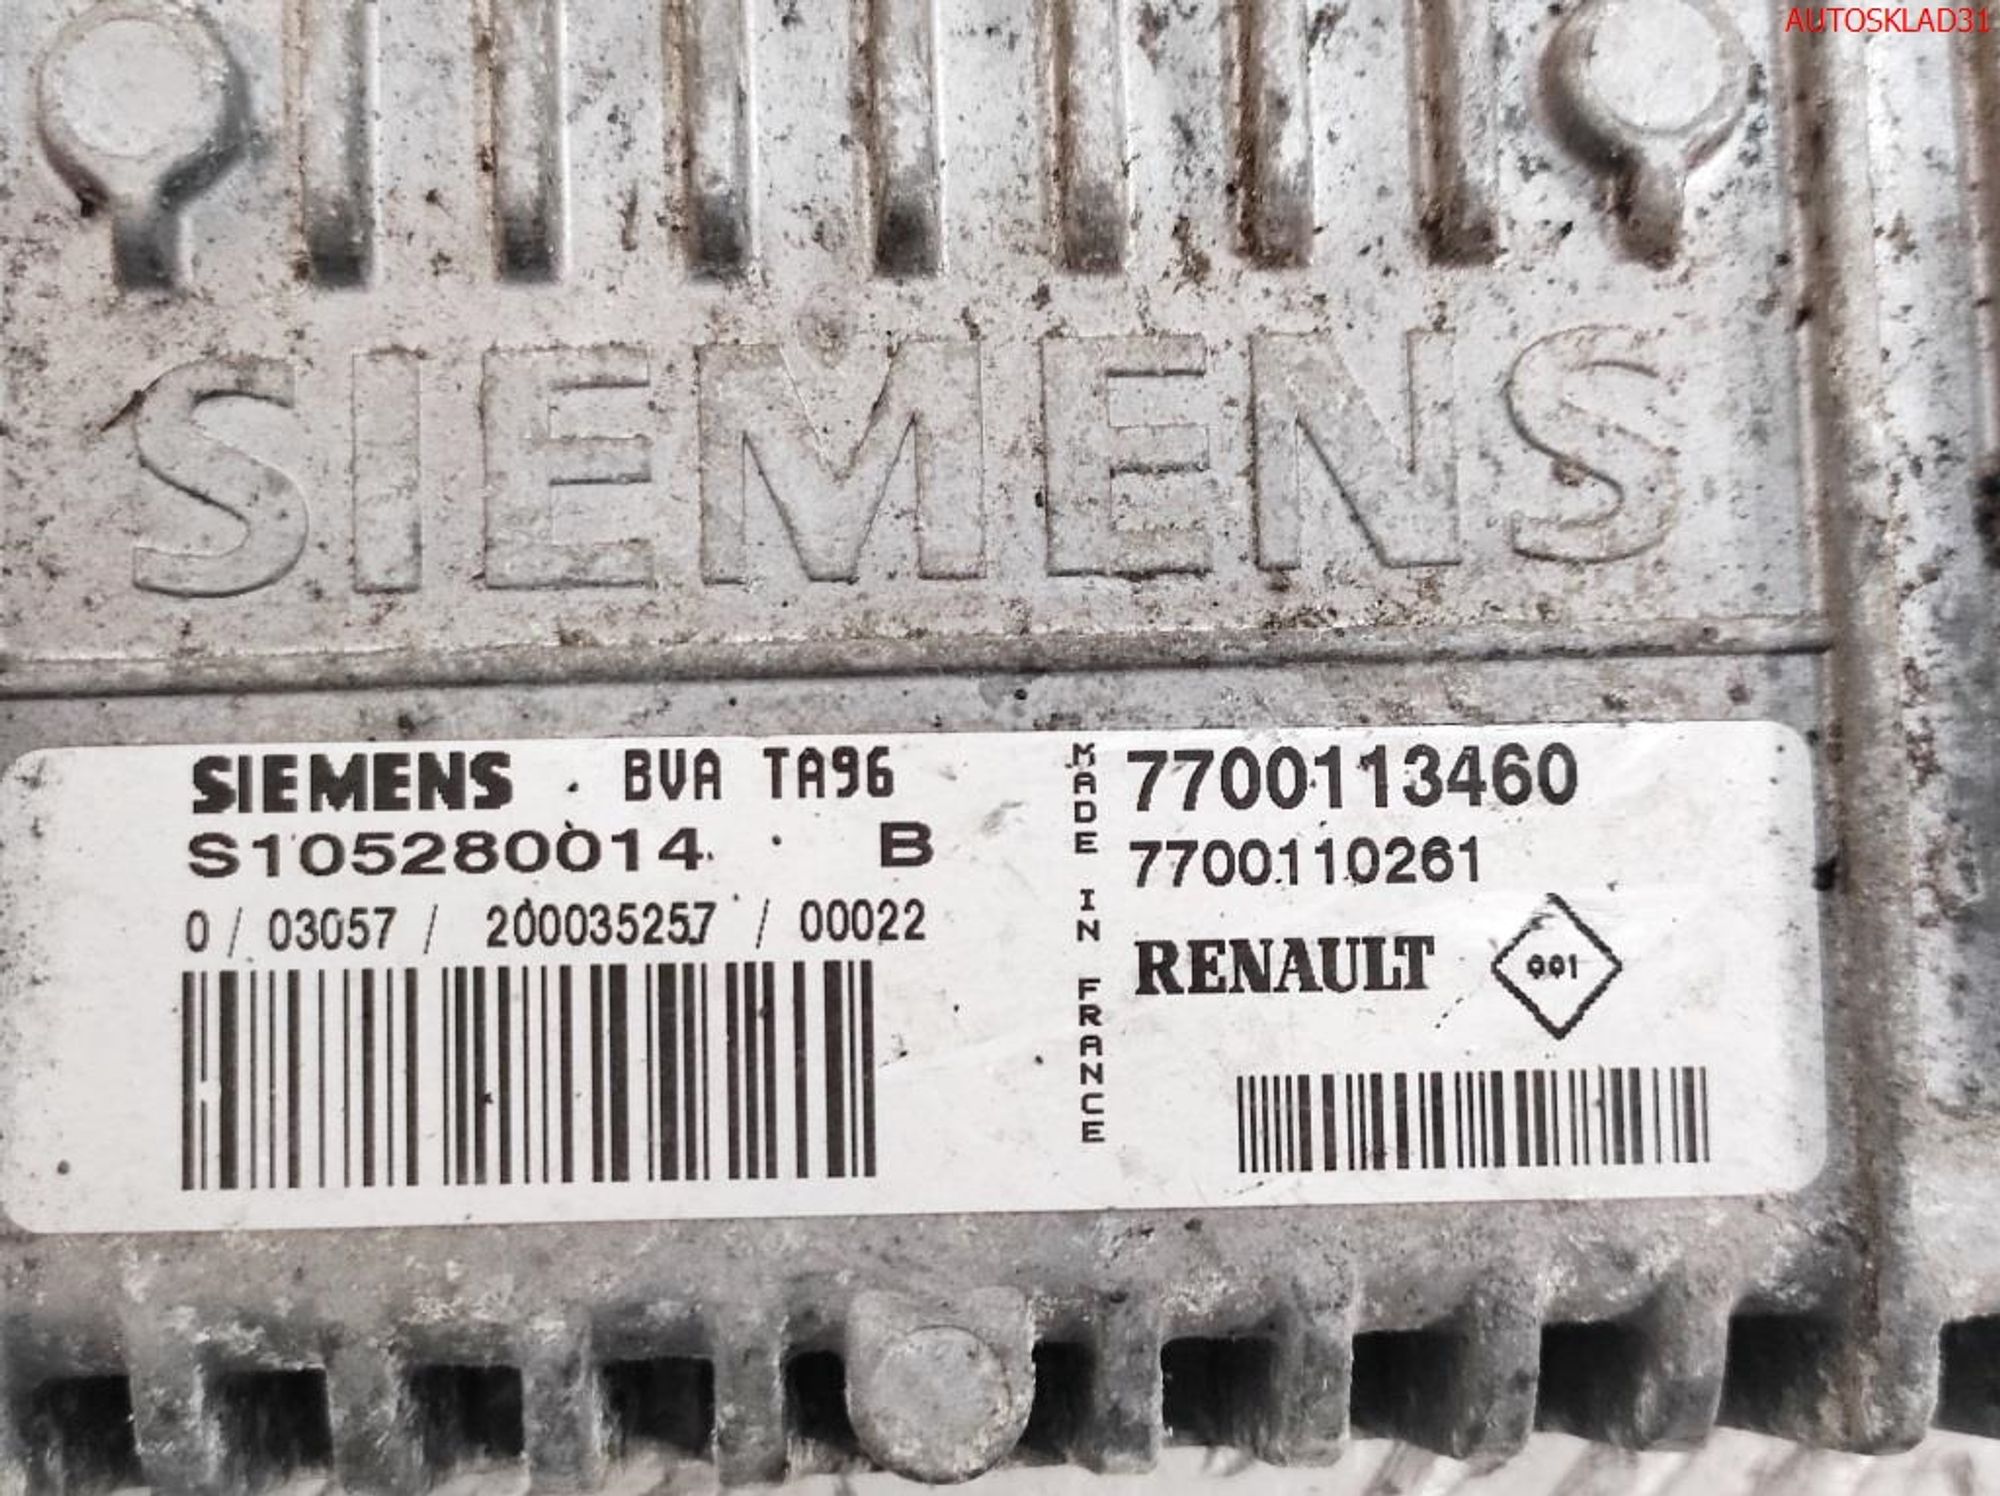 AUTOSKLAD31
SIEMENS
SIEMENS BVA TA96
S105280014 B
0 / 03057 / 200035257 / 00022
MADE IN FRANCE
7700113460
7700110261
RENAULT 001